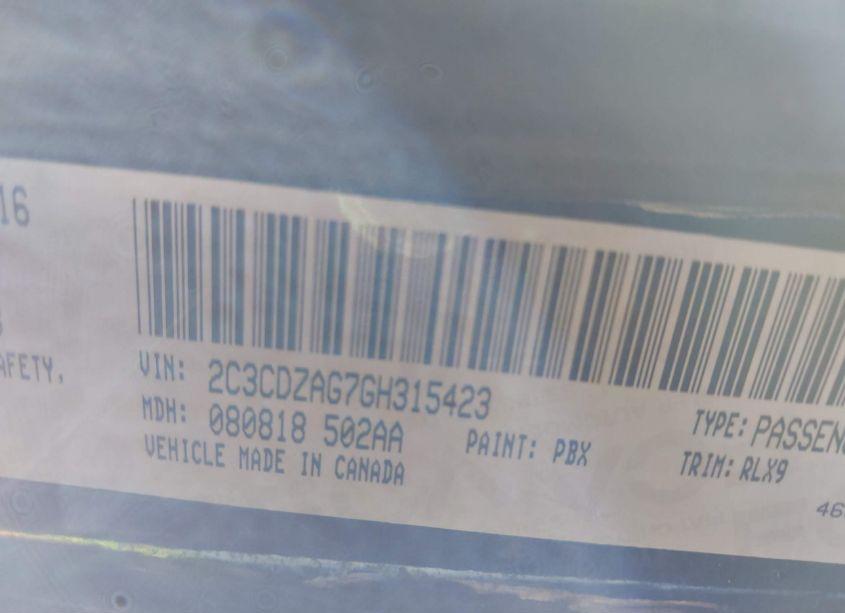 16
AFETY,
VIN: 2C3CDZAG7GH315423
MDH: 080818 502AA
PAINT: PBX
VEHICLE MADE IN CANADA
TYPE: PASSEN
TRIM: RLX9
46